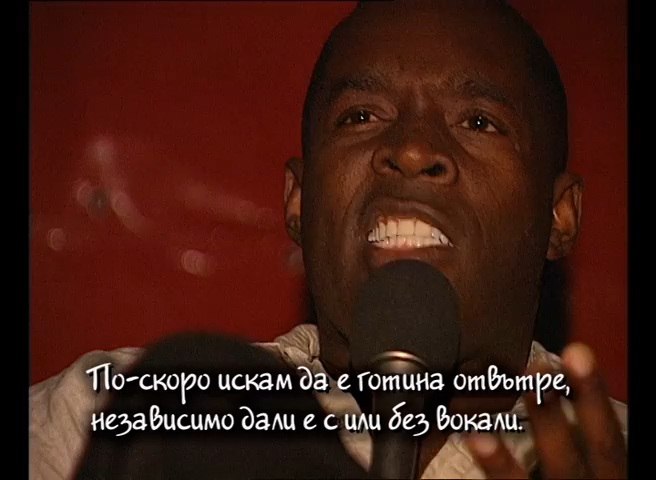 По-скоро искам да е готина отвътре,
независимо дали е с или без вокали.